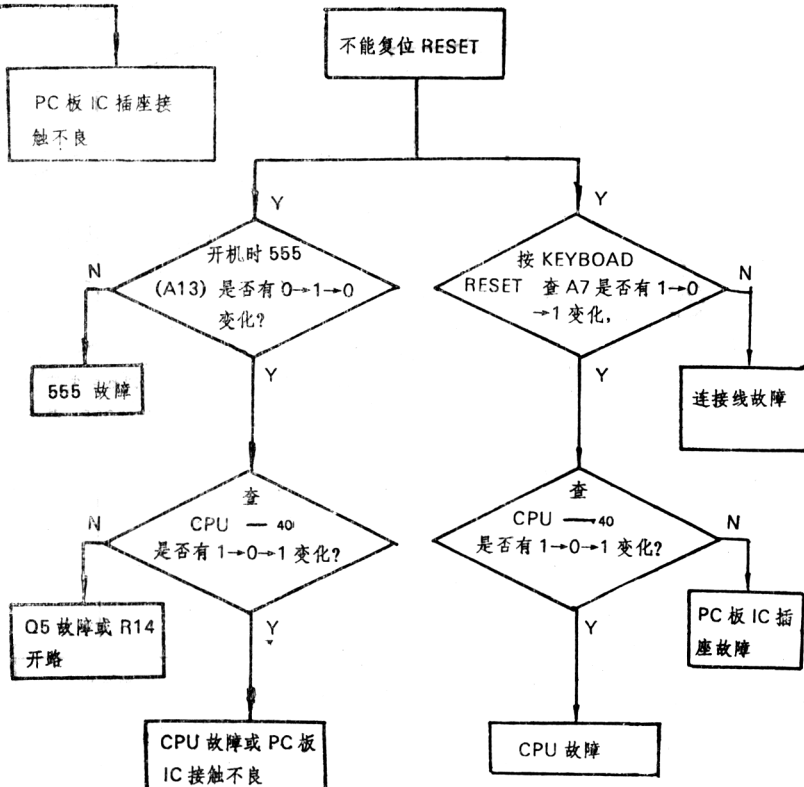 不能复位 RESET
PC 板 IC 插座接
触不良
Y
Y
开机时 555
(A13) 是否有 0→1→0
变化?
N
按 KEYBOAD
RESET 查 A7 是否有 1→0
→1 变化,
N
555 故障
Y
Y
连接线故障
查
CPU — 40
是否有 1→0→1 变化?
N
查
CPU — 40
是否有 1→0→1 变化?
N
Q5 故障或 R14
开路
Y
Y
PC 板 IC 插
座故障
CPU 故障或 PC 板
IC 接触不良
CPU 故障